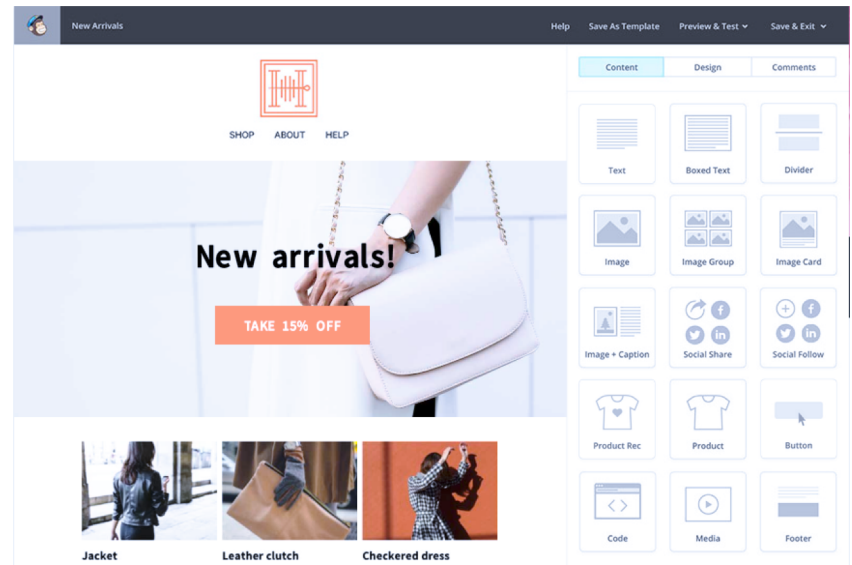 New Arrivals
Help Save As Template Preview & Test Save & Exit
SHOP ABOUT HELP
New arrivals!
TAKE 15% OFF
Jacket Leather clutch Checkered dress
Content Design Comments
Text Boxed Text Divider
Image Image Group Image Card
Image + Caption Social Share Social Follow
Product Rec Product Button
Code Media Footer